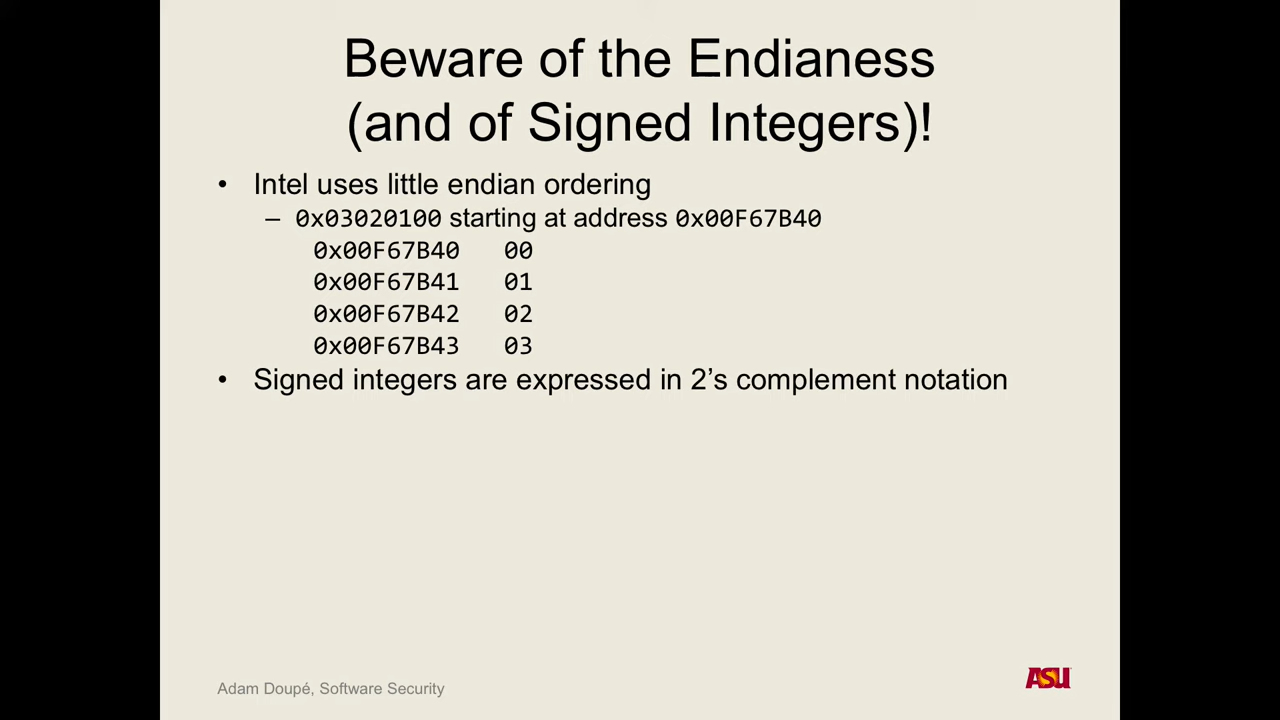 Beware of the Endianess
(and of Signed Integers)!
• Intel uses little endian ordering
– 0x03020100 starting at address 0x00F67B40
0x00F67B40 00
0x00F67B41 01
0x00F67B42 02
0x00F67B43 03
• Signed integers are expressed in 2’s complement notation
Adam Doupé, Software Security
ASU